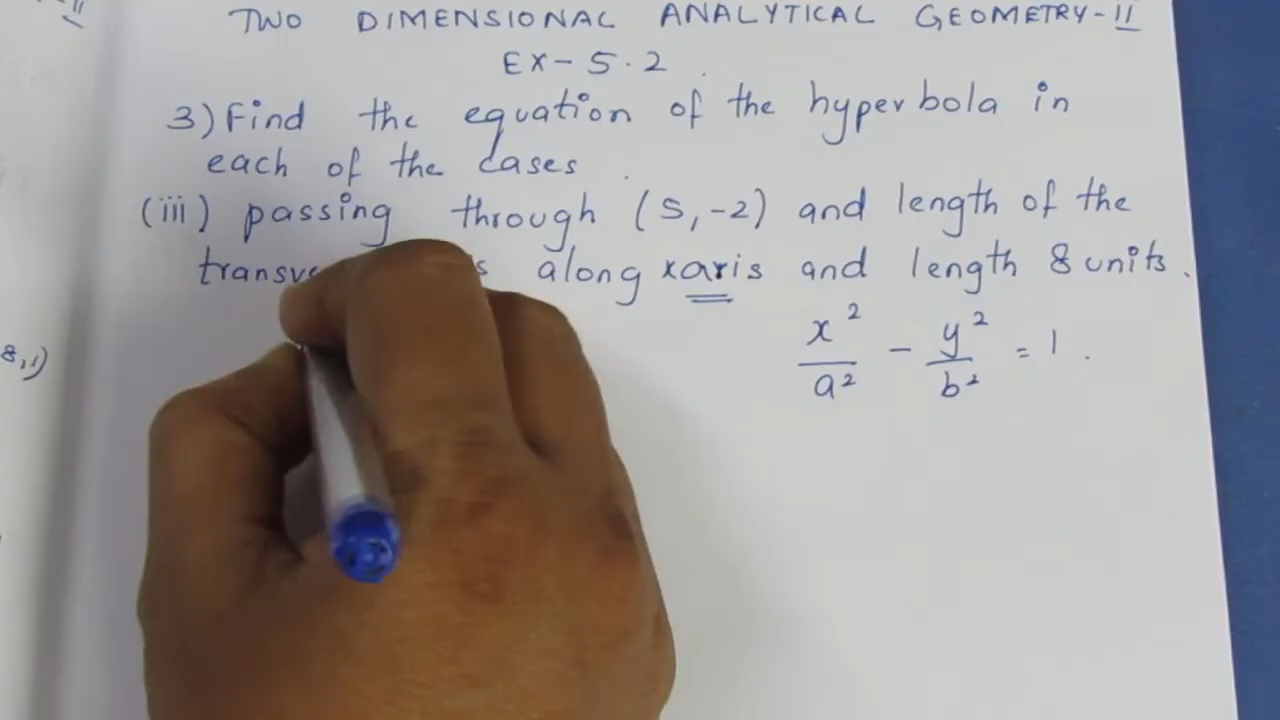 TWO DIMENSIONAL ANALYTICAL GEOMETRY-II
EX-5.2
3) Find the equation of the hyperbola in
each of the cases
(iii) passing through (5,-2) and length of the
along xaxis and length 8 units.
x²/a² - y²/b² = 1.
8,1)